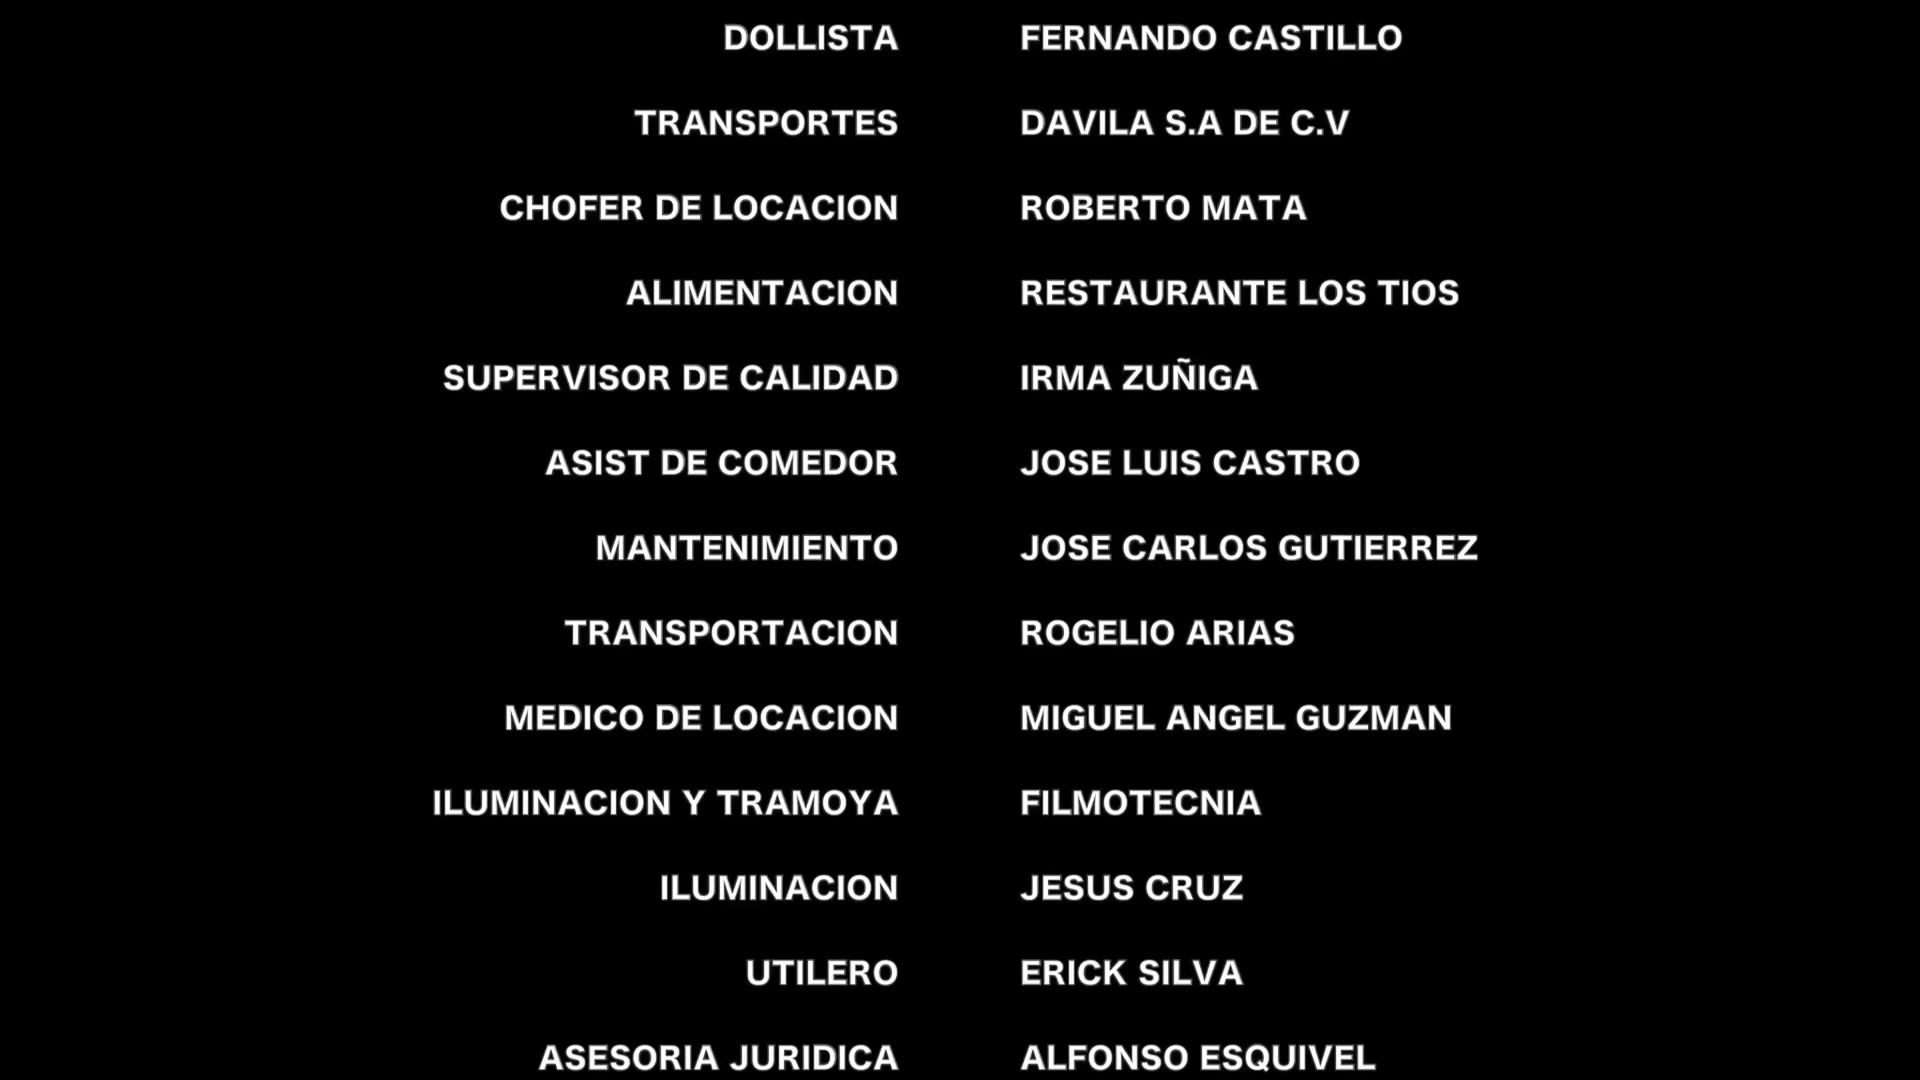 DOLLISTA FERNANDO CASTILLO
TRANSPORTES DAVILA S.A DE C.V
CHOFER DE LOCACION ROBERTO MATA
ALIMENTACION RESTAURANTE LOS TIOS
SUPERVISOR DE CALIDAD IRMA ZUÑIGA
ASIST DE COMEDOR JOSE LUIS CASTRO
MANTENIMIENTO JOSE CARLOS GUTIERREZ
TRANSPORTACION ROGELIO ARIAS
MEDICO DE LOCACION MIGUEL ANGEL GUZMAN
ILUMINACION Y TRAMOYA FILMOTECNIA
ILUMINACION JESUS CRUZ
UTILERO ERICK SILVA
ASESORIA JURIDICA ALFONSO ESQUIVEL